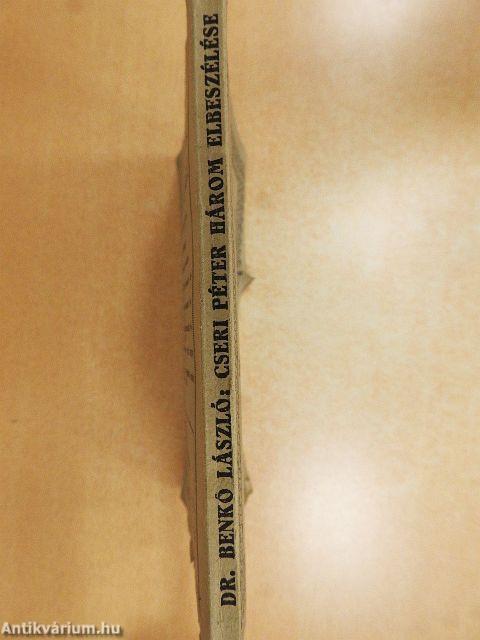 DR. BENKŐ LÁSZLÓ: CSERI PÉTER HÁROM ELBESZÉLÉSE
Antikvárium.hu